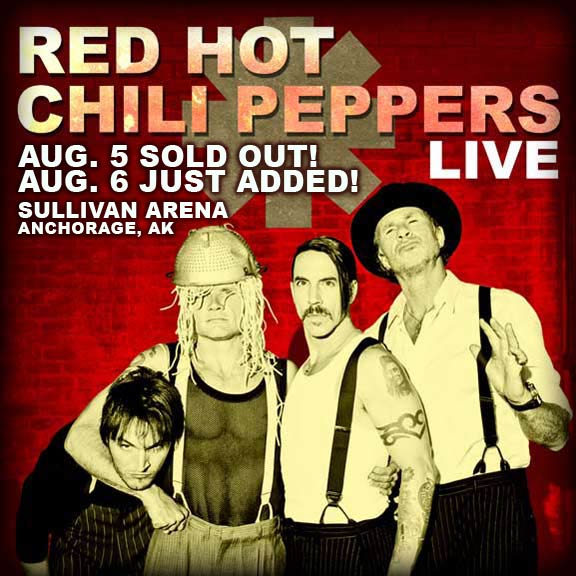 RED HOT
CHILI PEPPERS
LIVE
AUG. 5 SOLD OUT!
AUG. 6 JUST ADDED!
SULLIVAN ARENA
ANCHORAGE, AK